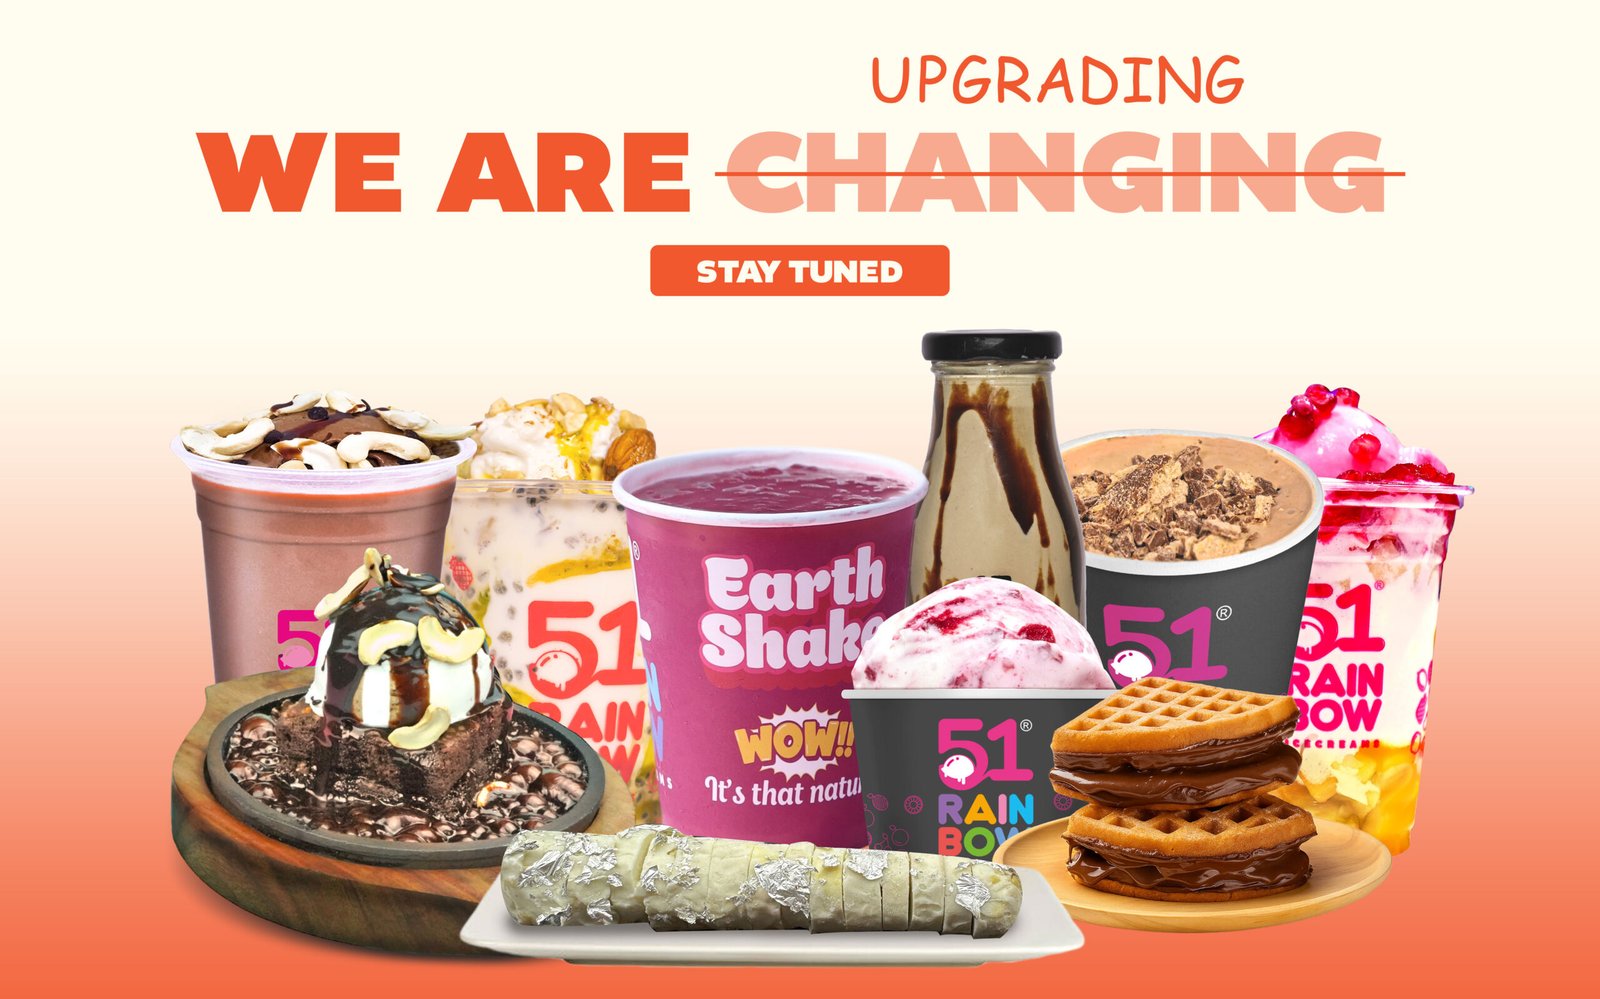 UPGRADING
WE ARE CHANGING
STAY TUNED
51
RAIN
BOW
Earth
Shake
WOW!!
It's that natu
51®
RAIN
BOW
51®
51®
RAIN
BOW
ICECREAMS